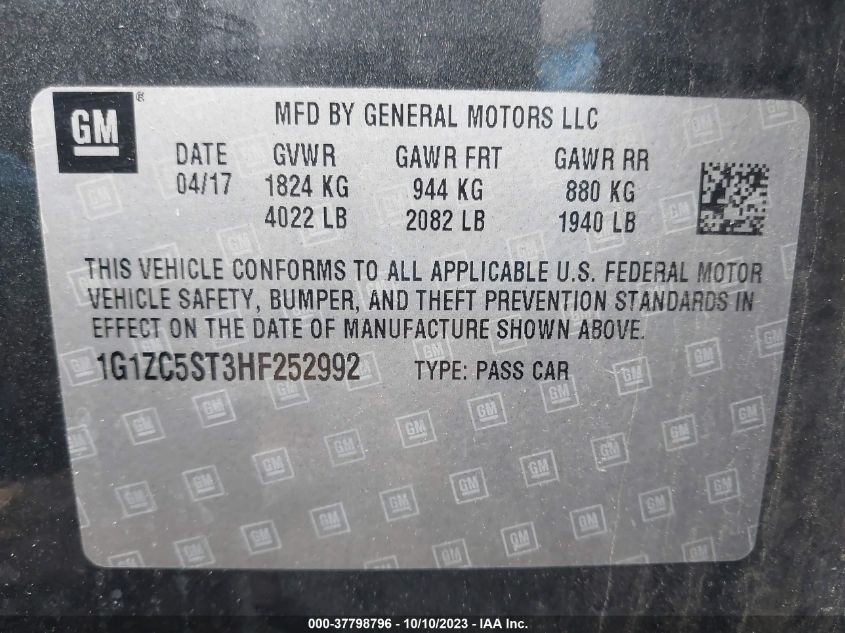 GM®
MFD BY GENERAL MOTORS LLC
DATE GVWR GAWR FRT GAWR RR
04/17 1824 KG 944 KG 880 KG
4022 LB 2082 LB 1940 LB
THIS VEHICLE CONFORMS TO ALL APPLICABLE U.S. FEDERAL MOTOR
VEHICLE SAFETY, BUMPER, AND THEFT PREVENTION STANDARDS IN
EFFECT ON THE DATE OF MANUFACTURE SHOWN ABOVE.
1G1ZC5ST3HF252992 TYPE: PASS CAR
000-37798796 - 10/10/2023 - IAA Inc.